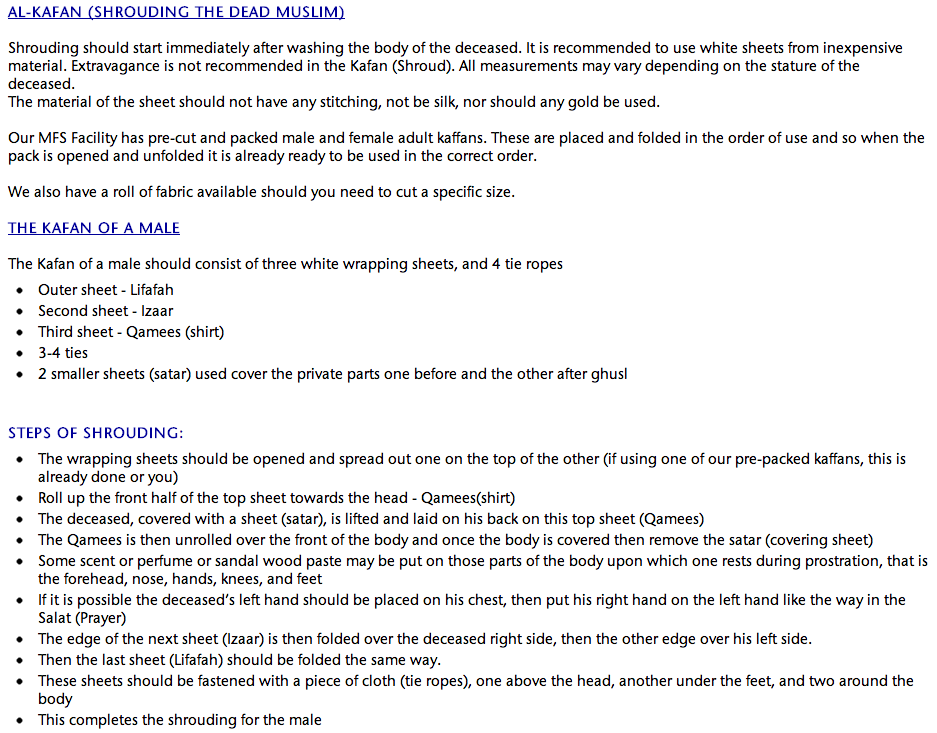 AL-KAFAN (SHROUDING THE DEAD MUSLIM)
Shrouding should start immediately after washing the body of the deceased. It is recommended to use white sheets from inexpensive
material. Extravagance is not recommended in the Kafan (Shroud). All measurements may vary depending on the stature of the
deceased.
The material of the sheet should not have any stitching, not be silk, nor should any gold be used.
Our MFS Facility has pre-cut and packed male and female adult kaffans. These are placed and folded in the order of use and so when the
pack is opened and unfolded it is already ready to be used in the correct order.
We also have a roll of fabric available should you need to cut a specific size.
THE KAFAN OF A MALE
The Kafan of a male should consist of three white wrapping sheets, and 4 tie ropes
• Outer sheet - Lifafah
• Second sheet - Izaar
• Third sheet - Qamees (shirt)
• 3-4 ties
• 2 smaller sheets (satar) used cover the private parts one before and the other after ghusl
STEPS OF SHROUDING:
• The wrapping sheets should be opened and spread out one on the top of the other (if using one of our pre-packed kaffans, this is
already done or you)
• Roll up the front half of the top sheet towards the head - Qamees(shirt)
• The deceased, covered with a sheet (satar), is lifted and laid on his back on this top sheet (Qamees)
• The Qamees is then unrolled over the front of the body and once the body is covered then remove the satar (covering sheet)
• Some scent or perfume or sandal wood paste may be put on those parts of the body upon which one rests during prostration, that is
the forehead, nose, hands, knees, and feet
• If it is possible the deceased's left hand should be placed on his chest, then put his right hand on the left hand like the way in the
Salat (Prayer)
• The edge of the next sheet (Izaar) is then folded over the deceased right side, then the other edge over his left side.
• Then the last sheet (Lifafah) should be folded the same way.
• These sheets should be fastened with a piece of cloth (tie ropes), one above the head, another under the feet, and two around the
body
• This completes the shrouding for the male